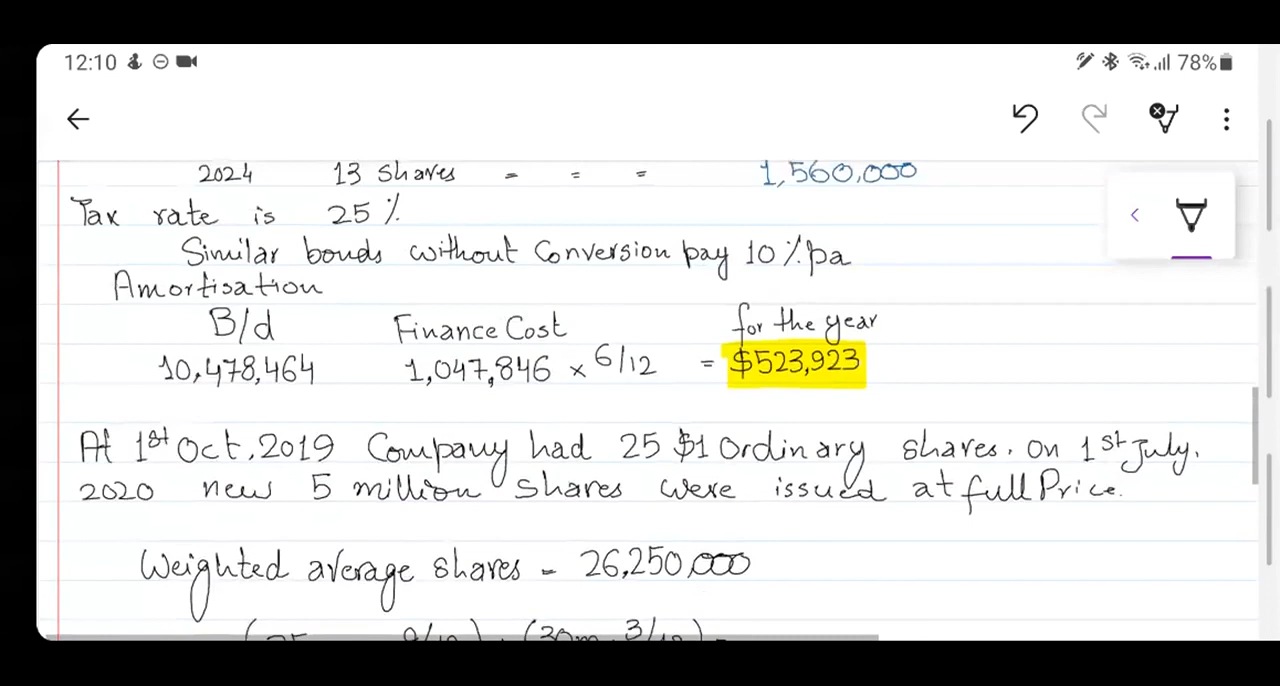 12:10 78%
2024 13 shares = = = 1,560,000
Tax rate is 25%
Similar bonds without Conversion pay 10%pa
Amortisation
B/d Finance Cost for the year
10,478,464 1,047,846 × 6/12 = $523,923
At 1st Oct, 2019 Company had 25 $1 Ordinary shares. On 1st July,
2020 new 5 million shares were issued at full Price.
Weighted average shares = 26,250,000